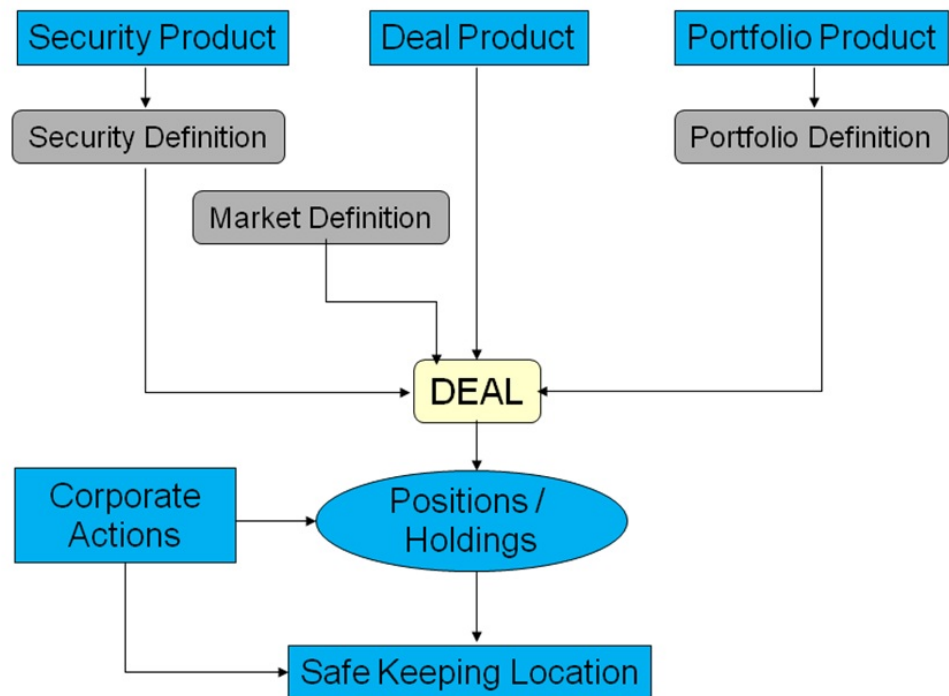 Security Product
Deal Product
Portfolio Product
Security Definition
Portfolio Definition
Market Definition
DEAL
Corporate
Actions
Positions /
Holdings
Safe Keeping Location